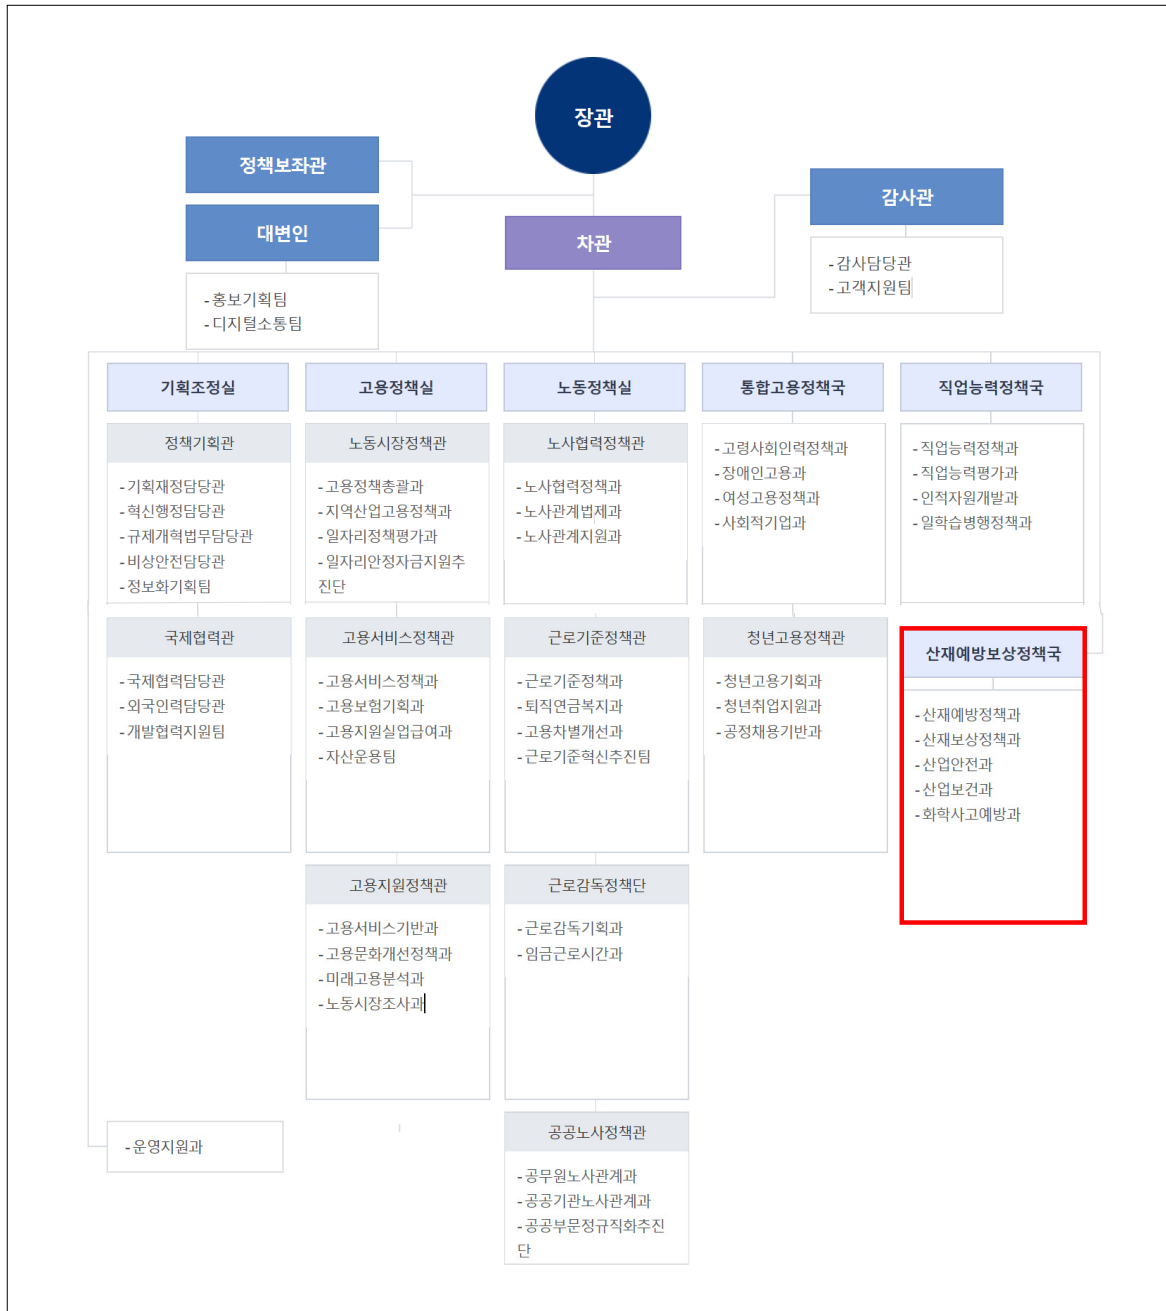 장관
정책보좌관
대변인
- 홍보기획팀
- 디지털소통팀
차관
감사관
- 감사담당관
- 고객지원팀
기획조정실
정책기획관
- 기획재정담당관
- 혁신행정담당관
- 규제개혁법무담당관
- 비상안전담당관
- 정보화기획팀
국제협력관
- 국제협력담당관
- 외국인력담당관
- 개발협력지원팀
- 운영지원과
고용정책실
노동시장정책관
- 고용정책총괄과
- 지역산업고용정책과
- 일자리정책평가과
- 일자리안정자금지원추
진단
고용서비스정책관
- 고용서비스정책과
- 고용보험기획과
- 고용지원실업급여과
- 자산운용팀
고용지원정책관
- 고용서비스기반과
- 고용문화개선정책과
- 미래고용분석과
- 노동시장조사과
노동정책실
노사협력정책관
- 노사협력정책과
- 노사관계법제과
- 노사관계지원과
근로기준정책관
- 근로기준정책과
- 퇴직연금복지과
- 고용차별개선과
- 근로기준혁신추진팀
근로감독정책단
- 근로감독기획과
- 임금근로시간과
공공노사정책관
- 공무원노사관계과
- 공공기관노사관계과
- 공공부문정규직화추진
단
통합고용정책국
- 고령사회인력정책과
- 장애인고용과
- 여성고용정책과
- 사회적기업과
청년고용정책관
- 청년고용기획과
- 청년취업지원과
- 공정채용기반과
직업능력정책국
- 직업능력정책과
- 직업능력평가과
- 인적자원개발과
- 일학습병행정책과
산재예방보상정책국
- 산재예방정책과
- 산재보상정책과
- 산업안전과
- 산업보건과
- 화학사고예방과